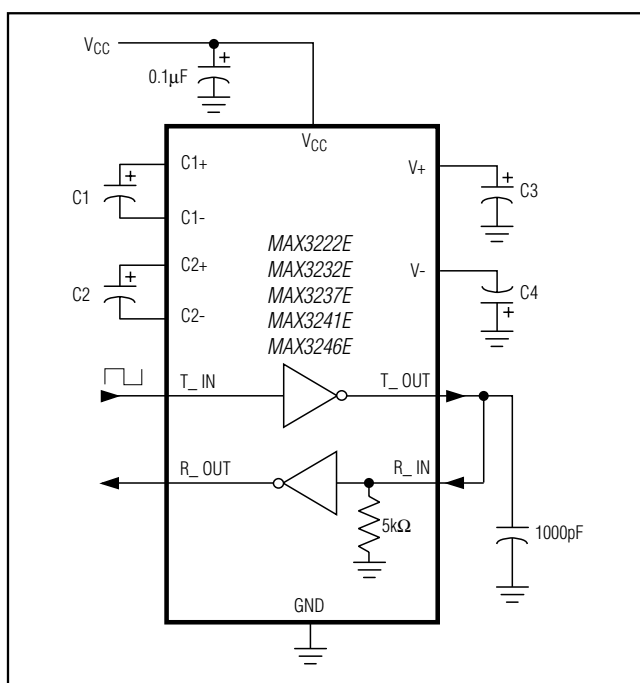 VCC
0.1µF
VCC
C1+
V+
C1
C3
C1-
C2+
MAX3222E
MAX3232E
MAX3237E
MAX3241E
MAX3246E
V-
C2
C4
C2-
T_ IN
T_ OUT
R_ OUT
R_ IN
5kΩ
1000pF
GND